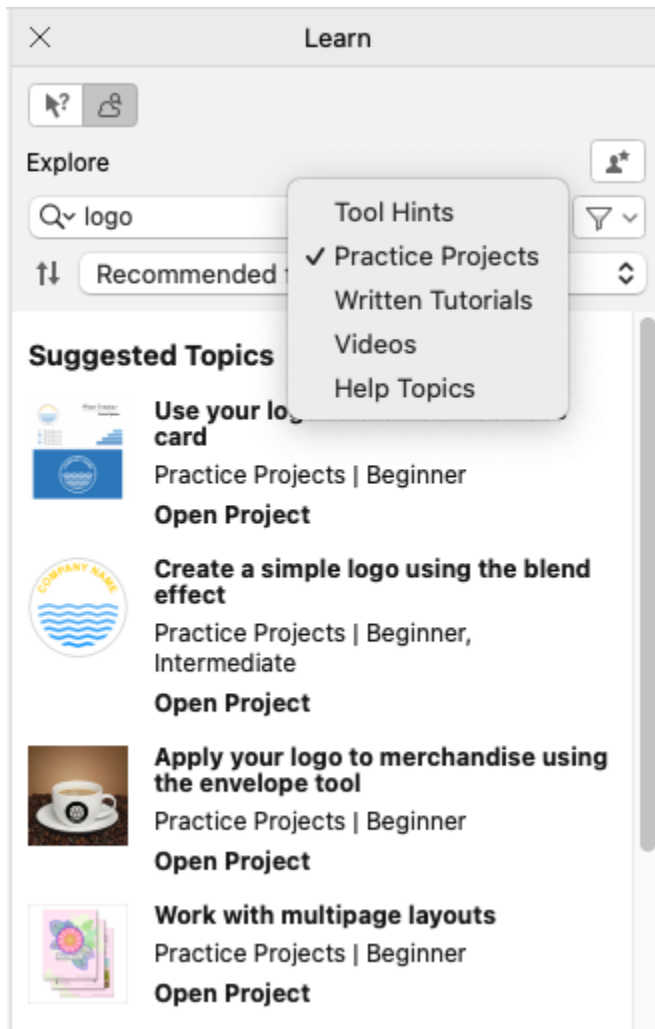 Learn
Explore
logo
Recommended
Tool Hints
✓ Practice Projects
Written Tutorials
Videos
Help Topics
Suggested Topics
Use your
card
Practice Projects | Beginner
Open Project
COMPANY NAME
Create a simple logo using the blend
effect
Practice Projects | Beginner,
Intermediate
Open Project
Apply your logo to merchandise using
the envelope tool
Practice Projects | Beginner
Open Project
Work with multipage layouts
Practice Projects | Beginner
Open Project